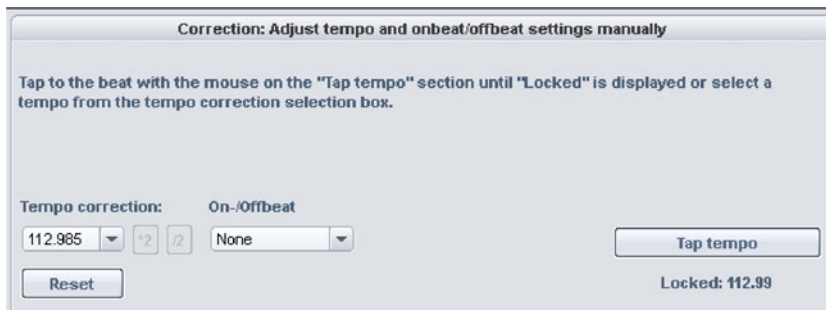 Correction: Adjust tempo and onbeat/offbeat settings manually
Tap to the beat with the mouse on the "Tap tempo" section until "Locked" is displayed or select a
tempo from the tempo correction selection box.
Tempo correction: On-/Offbeat
112.985 *2 /2 None
Tap tempo
Reset Locked: 112.99